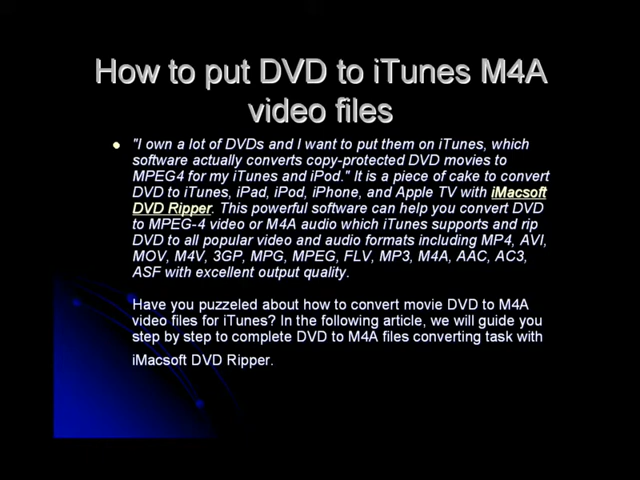 How to put DVD to iTunes M4A
video files
"I own a lot of DVDs and I want to put them on iTunes, which
software actually converts copy-protected DVD movies to
MPEG4 for my iTunes and iPod." It is a piece of cake to convert
DVD to iTunes, iPad, iPod, iPhone, and Apple TV with iMacsoft
DVD Ripper. This powerful software can help you convert DVD
to MPEG-4 video or M4A audio which iTunes supports and rip
DVD to all popular video and audio formats including MP4, AVI,
MOV, M4V, 3GP, MPG, MPEG, FLV, MP3, M4A, AAC, AC3,
ASF with excellent output quality.
Have you puzzeled about how to convert movie DVD to M4A
video files for iTunes? In the following article, we will guide you
step by step to complete DVD to M4A files converting task with
iMacsoft DVD Ripper.